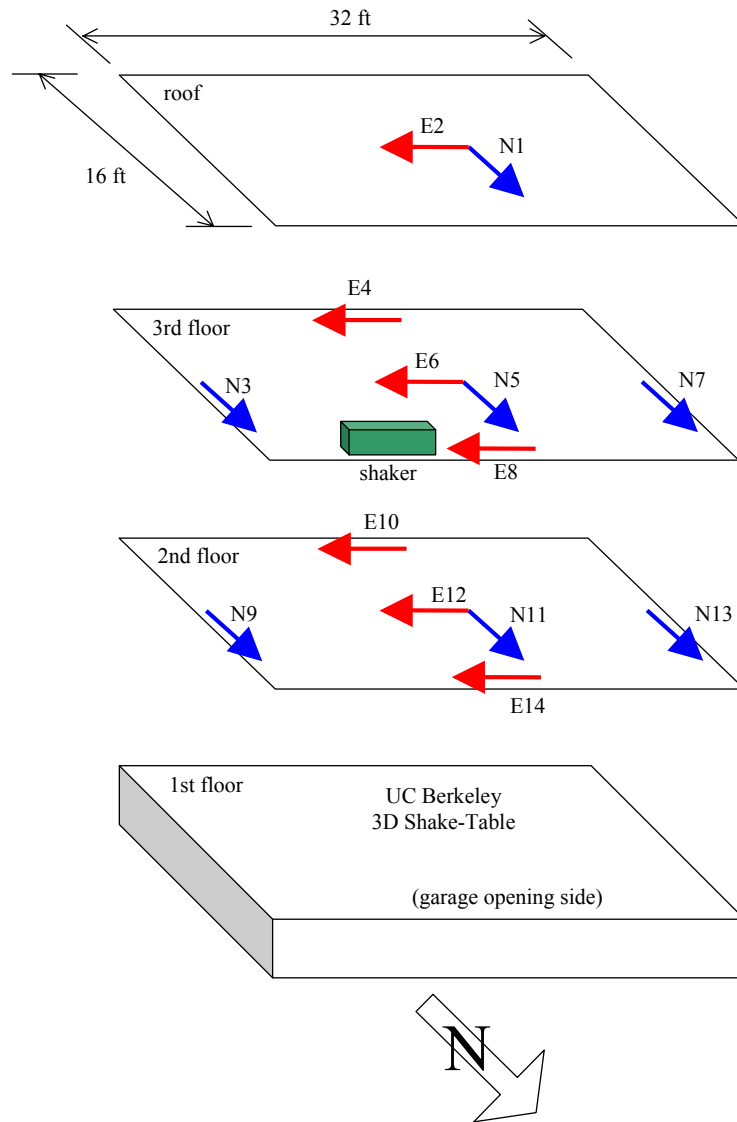 32 ft
roof
E2
N1
16 ft
E4
3rd floor
E6
N5
N3
N7
shaker
E8
E10
2nd floor
E12
N9
N11
N13
E14
1st floor
UC Berkeley
3D Shake-Table
(garage opening side)
N